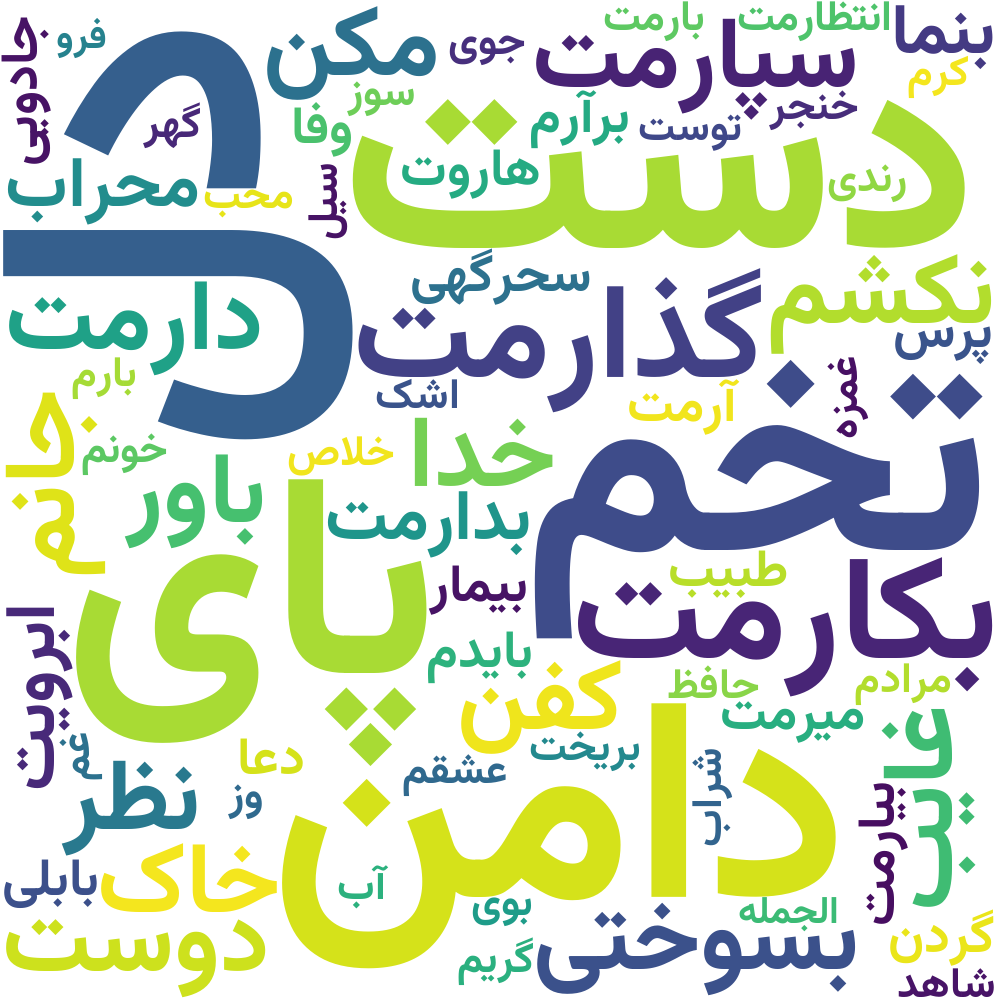 فرو
جادویی
گهر
مکن
جوی
سوز
وفا
سپارمت
بارمت
انتظارمت
بنما
کرم
خنجر
توست
برآرم
هاروت
دست
رندی
محراب
محب
سیل
سحرگهی
گذارمت
نکشم
پرس
دارمت
بارم
اشک
آرمت
غمزه
تخم
جانم
خونم
خلاص
خدا
باور
بدارمت
پای
بیمار
طبیب
بکارمت
بایدم
حافظ
مرادم
ابرویت
کفن
میرمت
غایب
غم
دعا
عشقم
بریخت
شراب
نظر
وز
دامن
بیارمت
بابلی
خاک
آب
بوی
الجمله
دوست
گریم
بسوختی
گردن
شاهد